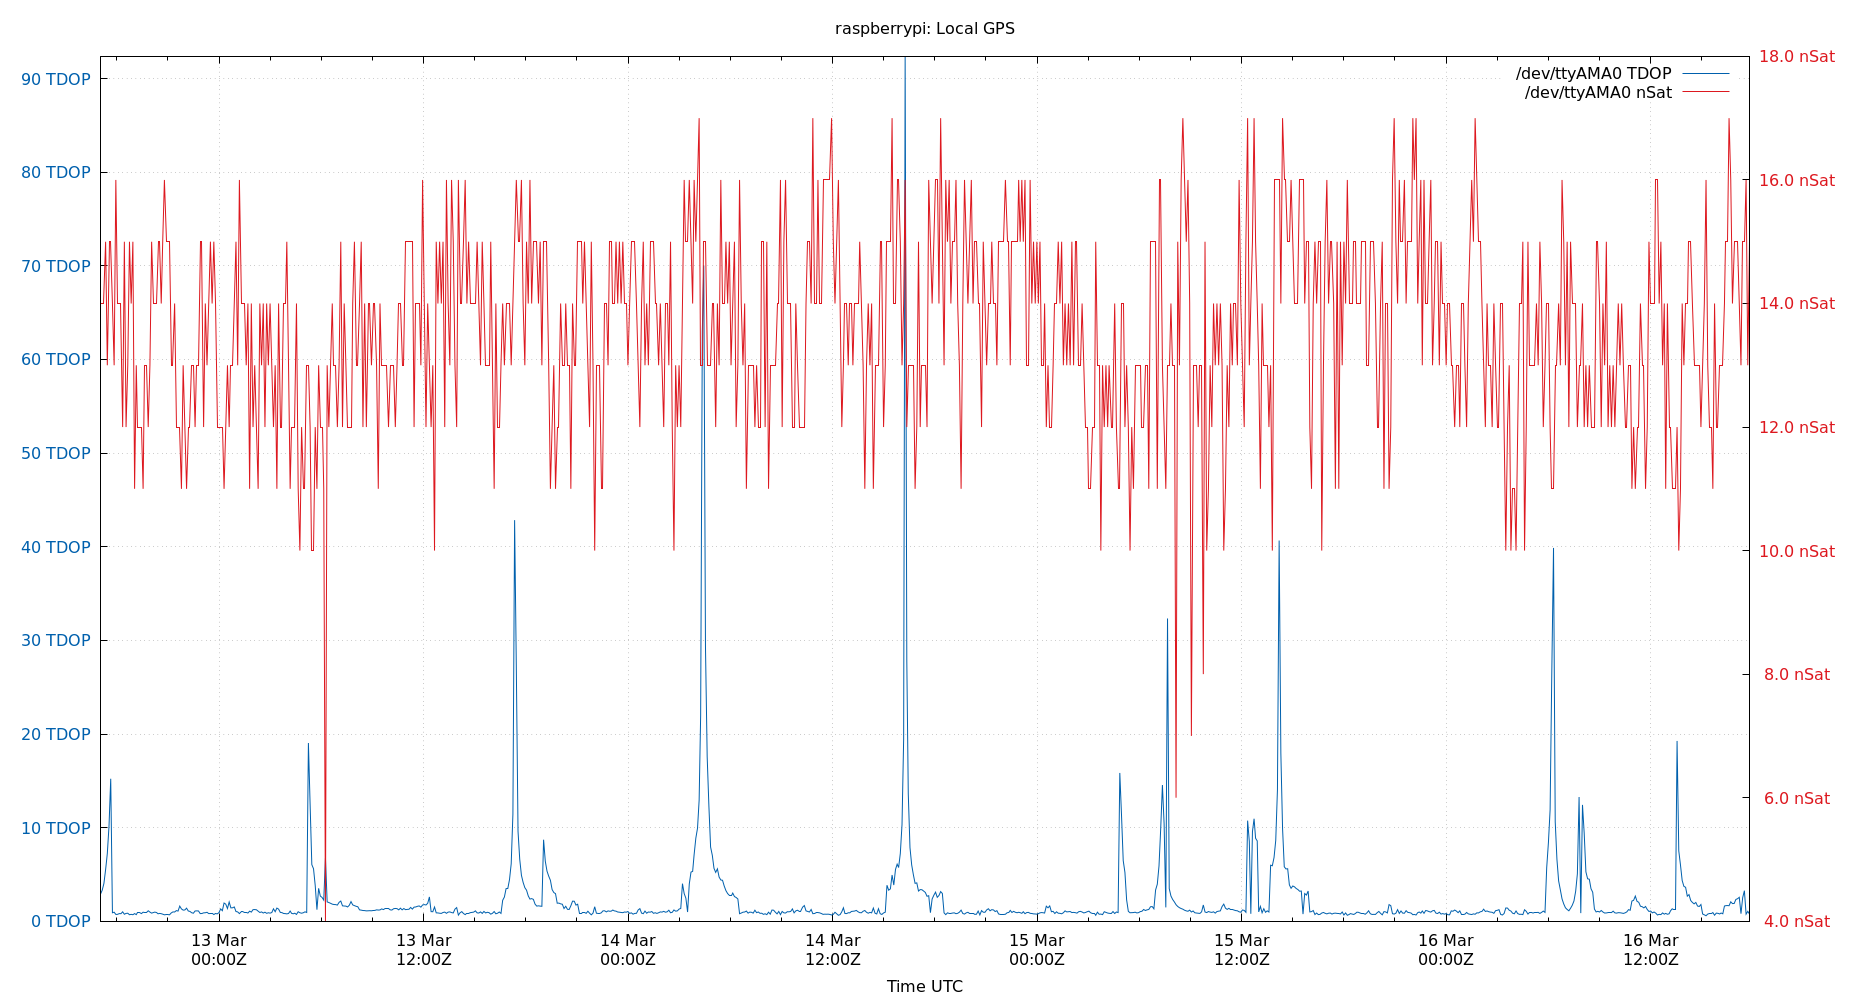 raspberrypi: Local GPS
/dev/ttyAMA0 TDOP
/dev/ttyAMA0 nSat
90 TDOP
80 TDOP
70 TDOP
60 TDOP
50 TDOP
40 TDOP
30 TDOP
20 TDOP
10 TDOP
0 TDOP
18.0 nSat
16.0 nSat
14.0 nSat
12.0 nSat
10.0 nSat
8.0 nSat
6.0 nSat
4.0 nSat
13 Mar
00:00Z
13 Mar
12:00Z
14 Mar
00:00Z
14 Mar
12:00Z
15 Mar
00:00Z
15 Mar
12:00Z
16 Mar
00:00Z
16 Mar
12:00Z
Time UTC